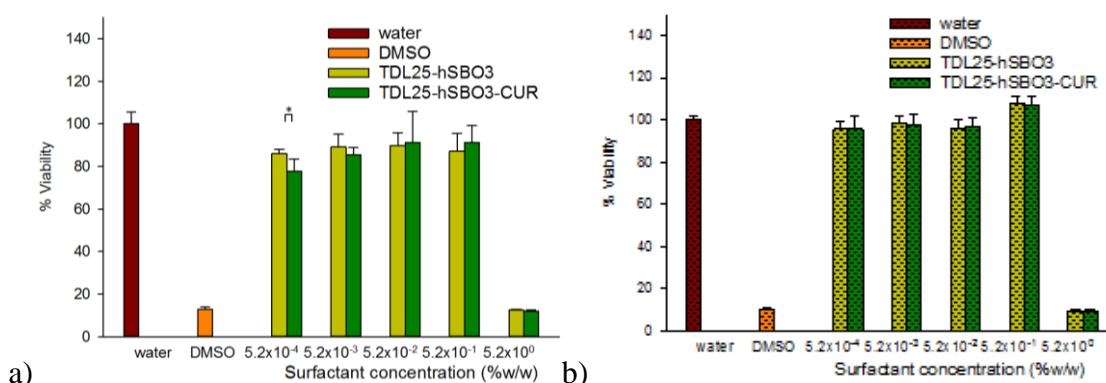 140
120
100
80
60
40
20
0
% Viability
water
DMSO
TDL25-hSBO3
TDL25-hSBO3-CUR
*
water DMSO 5.2x10-4 5.2x10-3 5.2x10-2 5.2x10-1 5.2x100
Surfactant concentration (%w/w)
a)
140
120
100
80
60
40
20
0
% Viability
water
DMSO
TDL25-hSBO3
TDL25-hSBO3-CUR
water DMSO 5.2x10-4 5.2x10-3 5.2x10-2 5.2x10-1 5.2x100
Surfactant concentration (%w/w)
b)